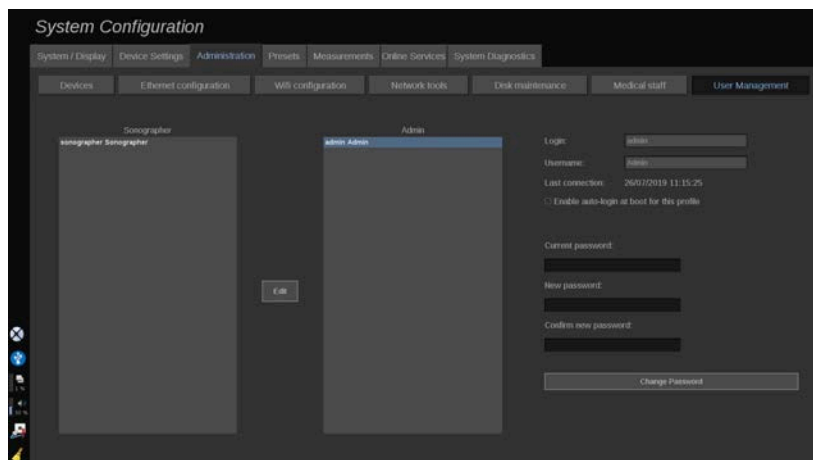 System Configuration
System / Display Device Settings Administration Presets Measurements Online Services System Diagnostics
Devices Ethernet configuration Wifi configuration Network tools Disk maintenance Medical staff User Management
Sonographer Admin
sonographer Sonographer admin Admin
Login: admin
Username: Admin
Last connection: 26/07/2019 11:15:25
Enable auto-login at boot for this profile
Current password:
Edit
New password:
Confirm new password:
Change Password